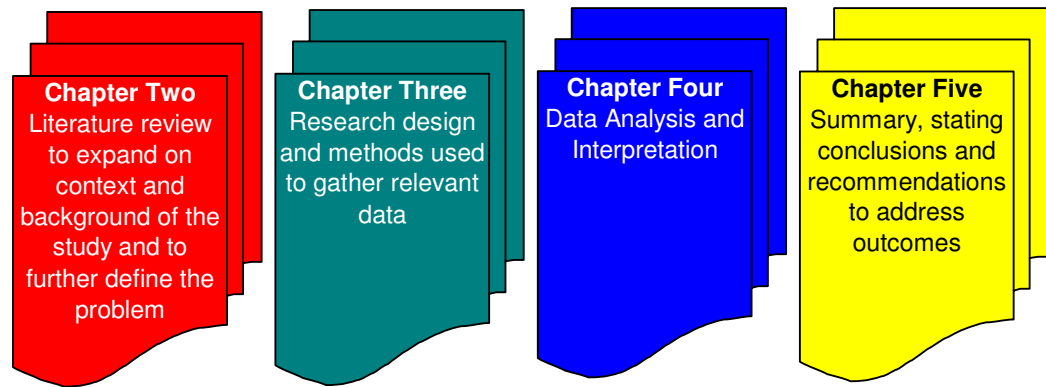 Chapter Two
Literature review
to expand on
context and
background of the
study and to
further define the
problem
Chapter Three
Research design
and methods used
to gather relevant
data
Chapter Four
Data Analysis and
Interpretation
Chapter Five
Summary, stating
conclusions and
recommendations
to address
outcomes